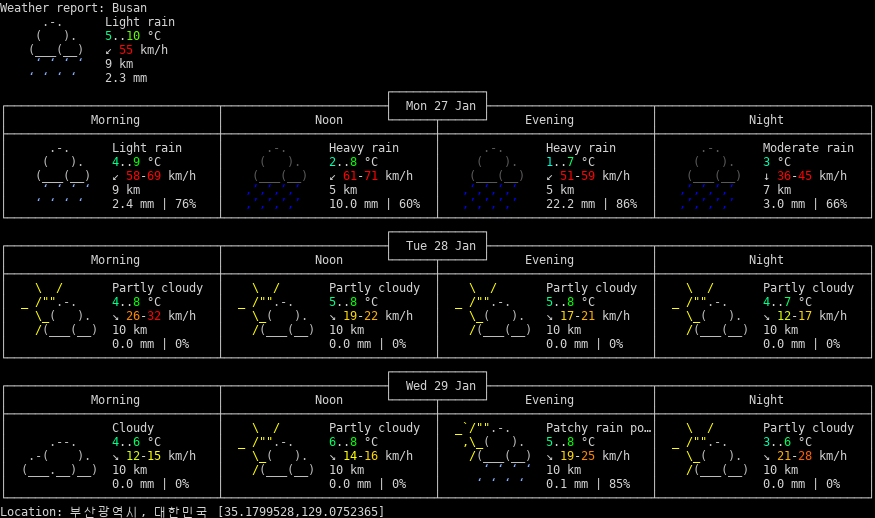 Weather report: Busan
Light rain
5..10 °C
↙ 55 km/h
9 km
2.3 mm
Mon 27 Jan
Morning Noon Evening Night
Light rain Heavy rain Heavy rain Moderate rain
4..9 °C 2..8 °C 1..7 °C 3 °C
↙ 58-69 km/h ↙ 61-71 km/h ↙ 51-59 km/h ↓ 36-45 km/h
9 km 5 km 5 km 7 km
2.4 mm | 76% 10.0 mm | 60% 22.2 mm | 86% 3.0 mm | 66%
Tue 28 Jan
Morning Noon Evening Night
Partly cloudy Partly cloudy Partly cloudy Partly cloudy
4..8 °C 5..8 °C 5..8 °C 4..7 °C
↘ 26-32 km/h ↘ 19-22 km/h ↘ 17-21 km/h ↘ 12-17 km/h
10 km 10 km 10 km 10 km
0.0 mm | 0% 0.0 mm | 0% 0.0 mm | 0% 0.0 mm | 0%
Wed 29 Jan
Morning Noon Evening Night
Cloudy Partly cloudy Patchy rain po… Partly cloudy
4..6 °C 6..8 °C 5..8 °C 3..6 °C
↘ 12-15 km/h ↘ 14-16 km/h ↘ 19-25 km/h ↘ 21-28 km/h
10 km 10 km 10 km 10 km
0.0 mm | 0% 0.0 mm | 0% 0.1 mm | 85% 0.0 mm | 0%
Location: 부산광역시, 대한민국 [35.1799528,129.0752365]